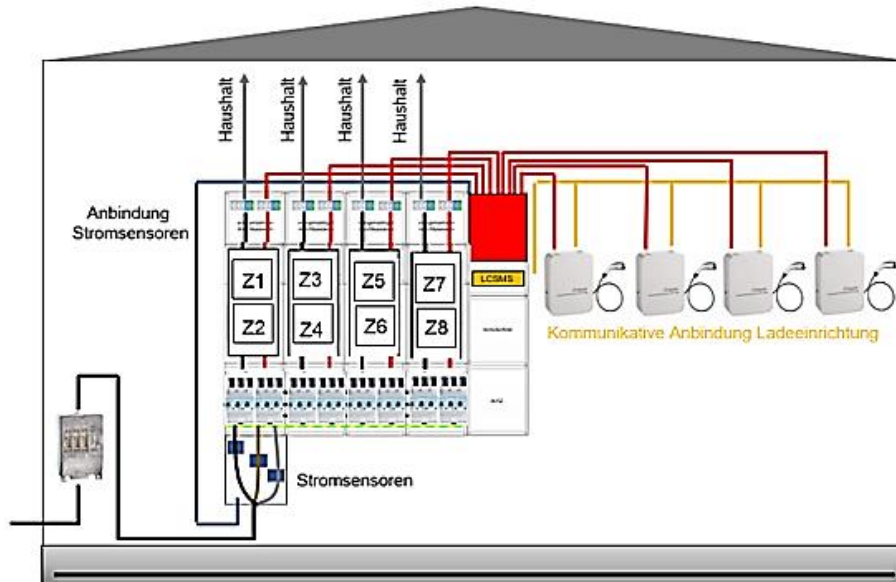 Haushalt
Haushalt
Haushalt
Haushalt
Anbindung
Stromsensoren
Z1
Z3
Z5
Z7
LCSMS
Z2
Z4
Z6
Z8
Kommunikative Anbindung Ladeeinrichtung
Stromsensoren